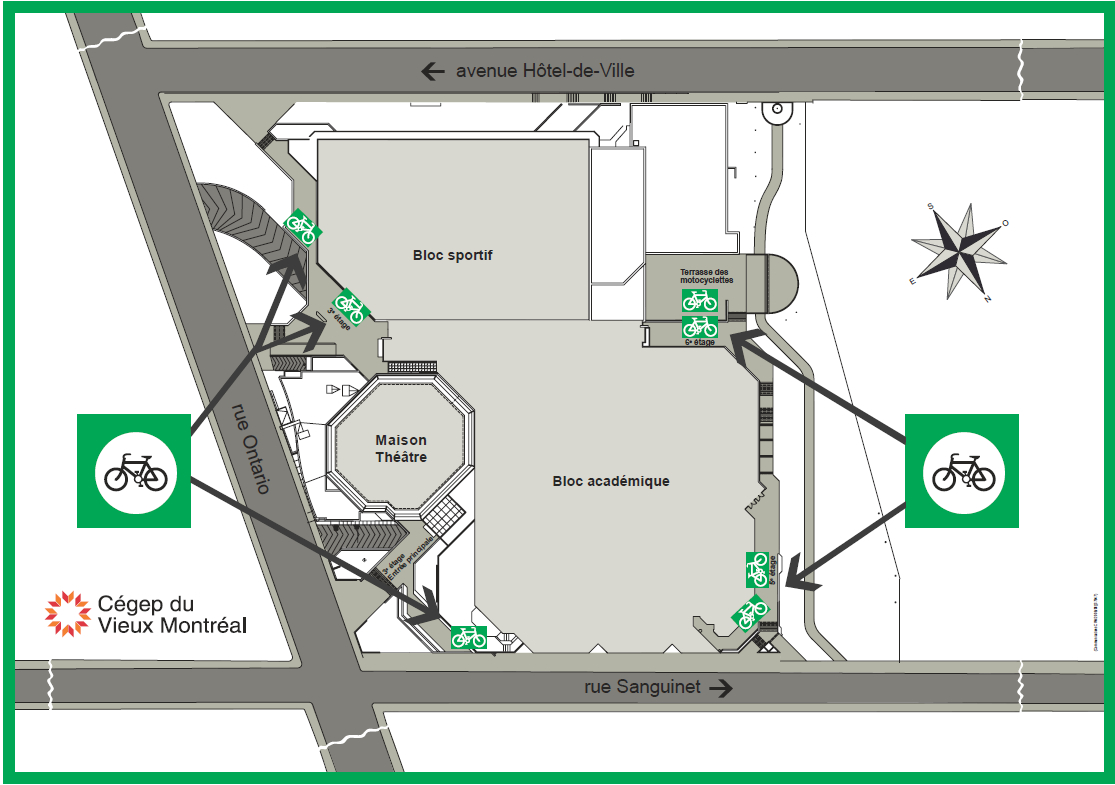 ← avenue Hôtel-de-Ville
S
O
E
N
Bloc sportif
Terrasse des
motocyclettes
3e étage
6e étage
rue Ontario
Maison
Théâtre
Bloc académique
3e étage
Entrée principale
5e étage
Cégep du
Vieux Montréal
rue Sanguinet →